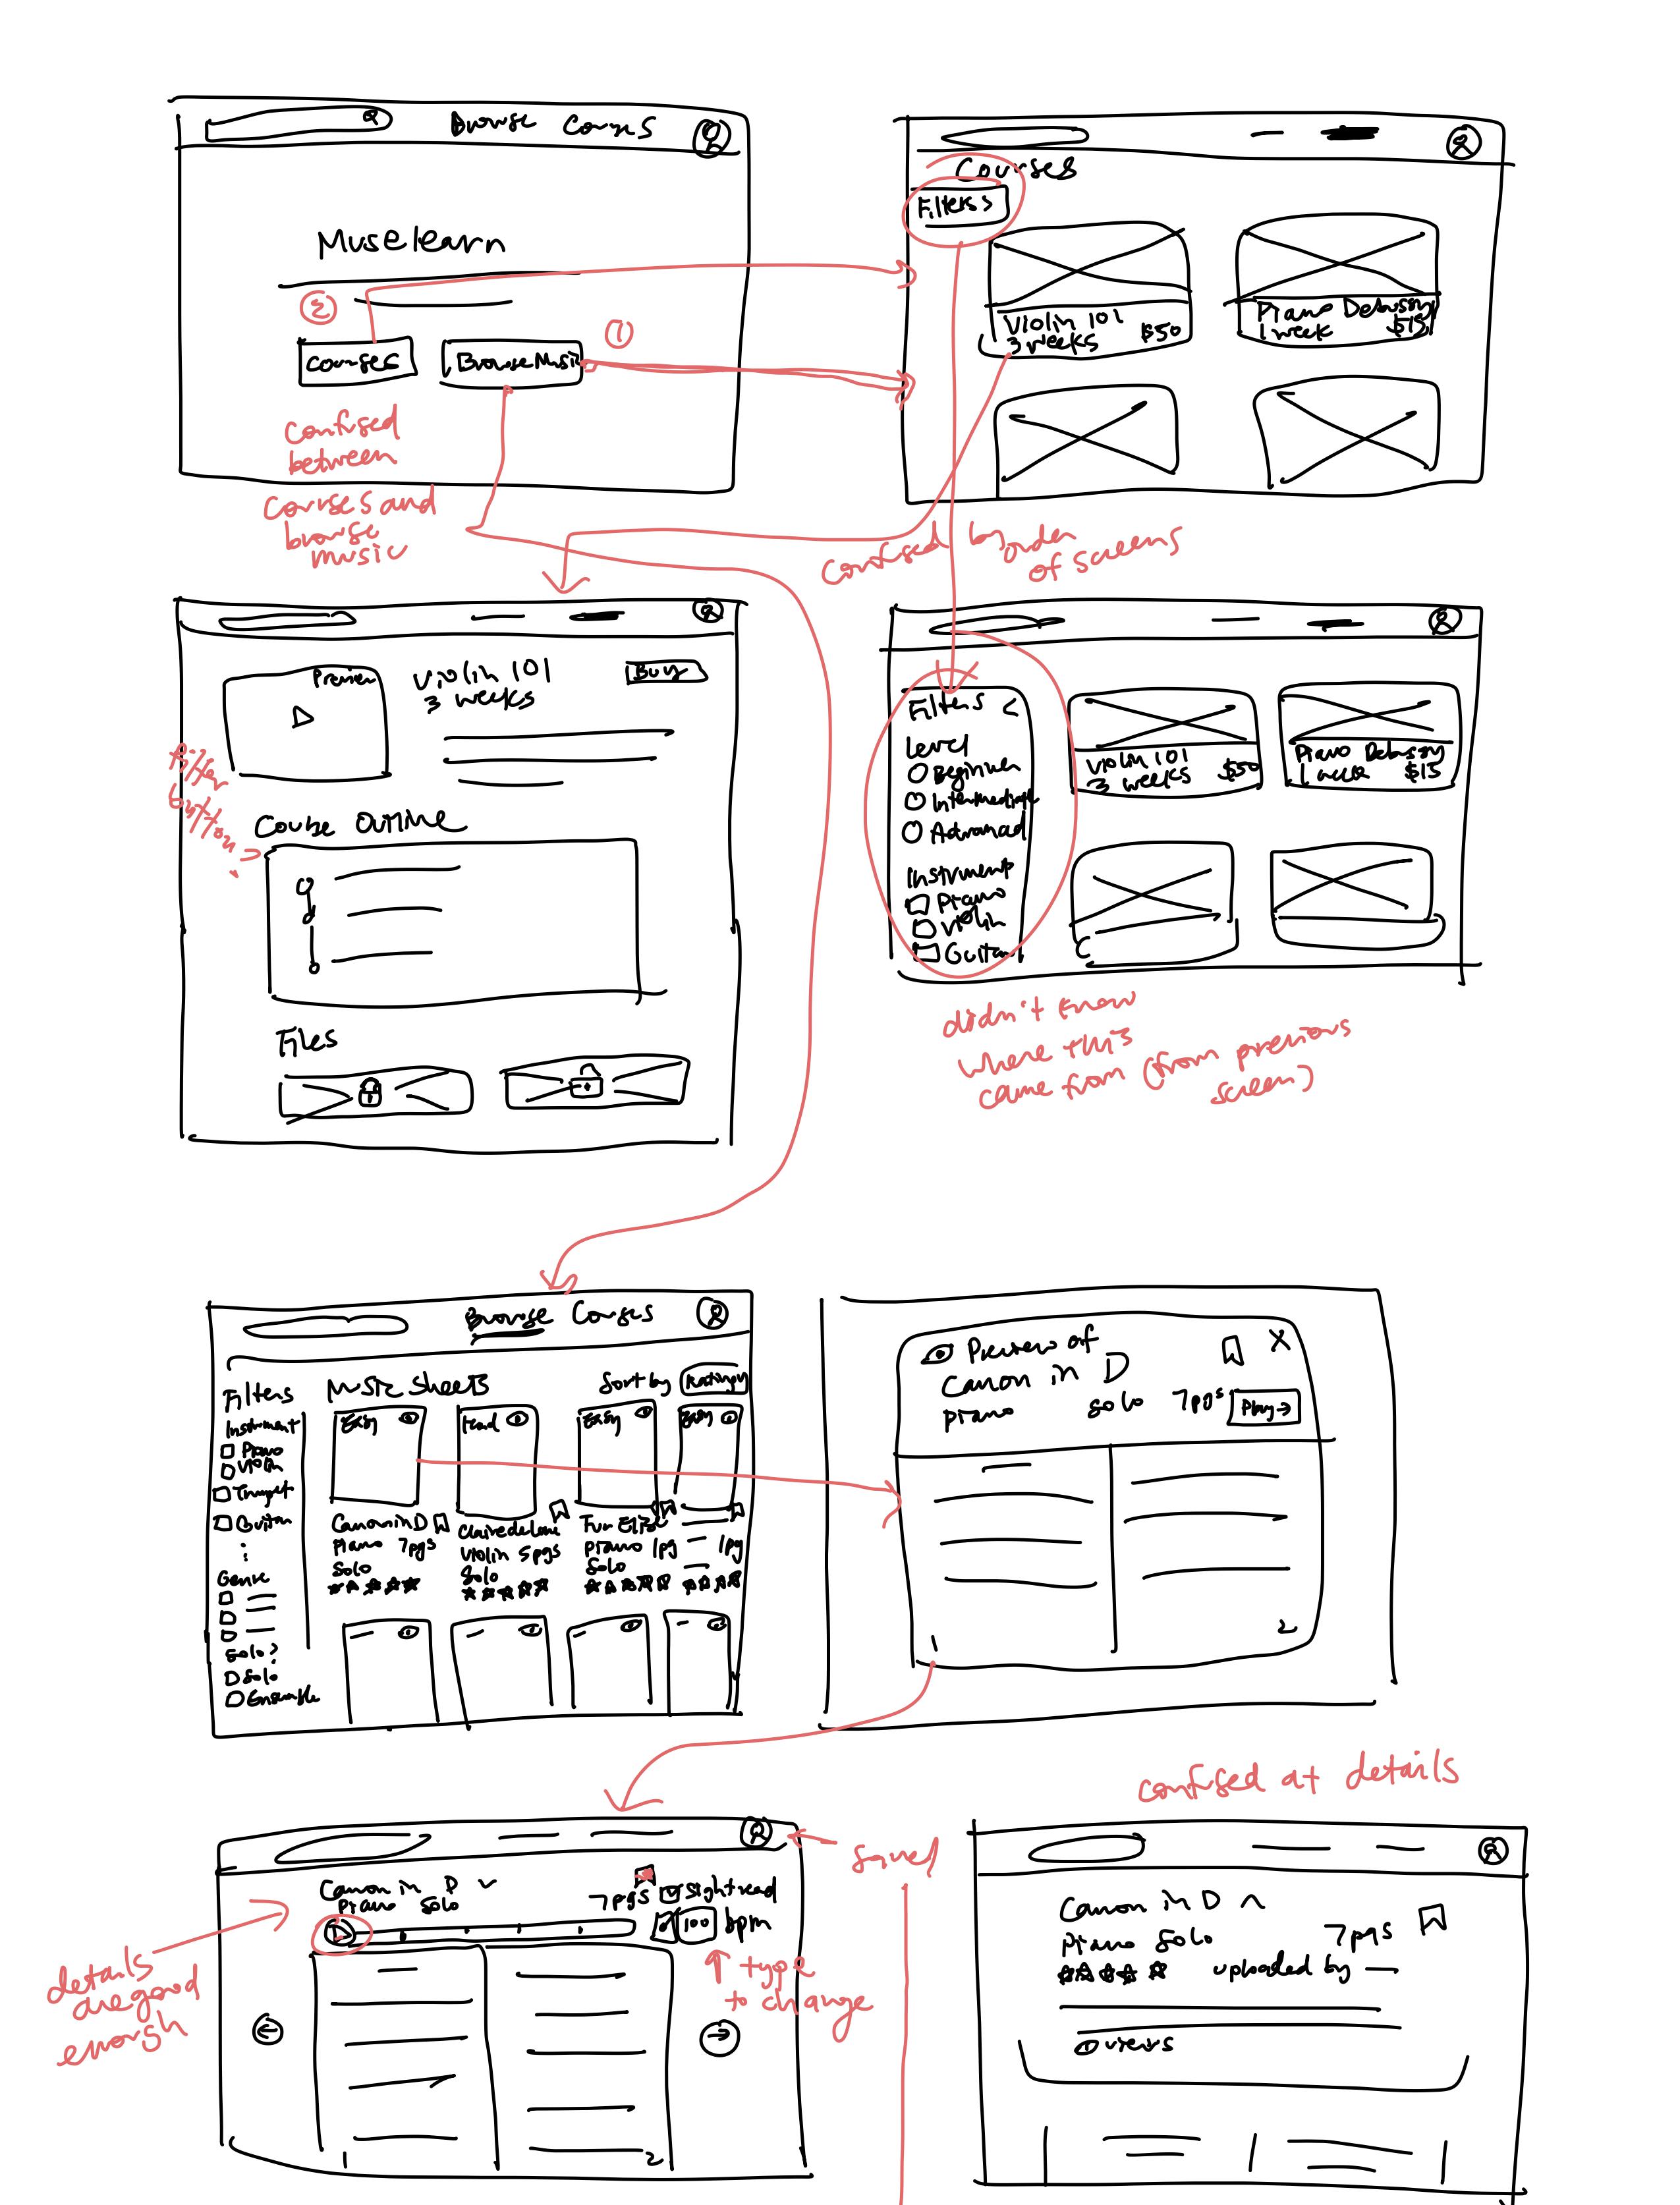 Browse Courses
Muselearn
②
①
Courses
Browse Music
Confused
between
Courses and
browse
music
Courses
Filters >
Violin 101
3 weeks $50
Piano Debussy
1 week $15
Confused by order
of screens
Preview
Violin 101
3 weeks
Buy
filter
button
Course Outline
Files
Filters <
Level
Beginner
Intermediate
Advanced
Instrument
Piano
Violin
Guitar
Violin 101
3 weeks $50
Piano Debussy
1 week $15
didn't know
where this
came from (from previous
screen)
Browse Courses
Filters
Instrument
Piano
Violin
Trumpet
Guitar
Genre
Solo?
Solo
Ensemble
Music Sheets
Sort by Rating
Easy
Hard
Easy
Easy
Canon in D
Piano 7pgs
Solo
Claire de Lune
Violin 5pgs
Solo
Fur Elise
Piano 1pg
Solo
1pg
Preview of
Canon in D
Piano Solo 7pgs
Play →
1
2
confused at details
saved
Canon in D
Piano Solo
7pgs
Sightread
100 bpm
type
to change
details
are good
enough
1
2
Canon in D
Piano Solo 7pgs
uploaded by
views